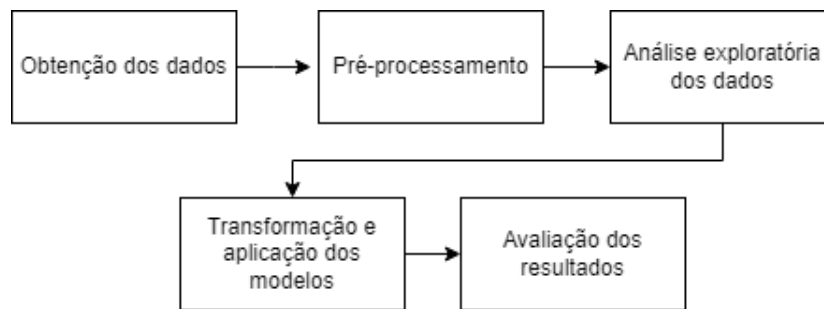 Obtenção dos dados
Pré-processamento
Análise exploratória
dos dados
Transformação e
aplicação dos
modelos
Avaliação dos
resultados